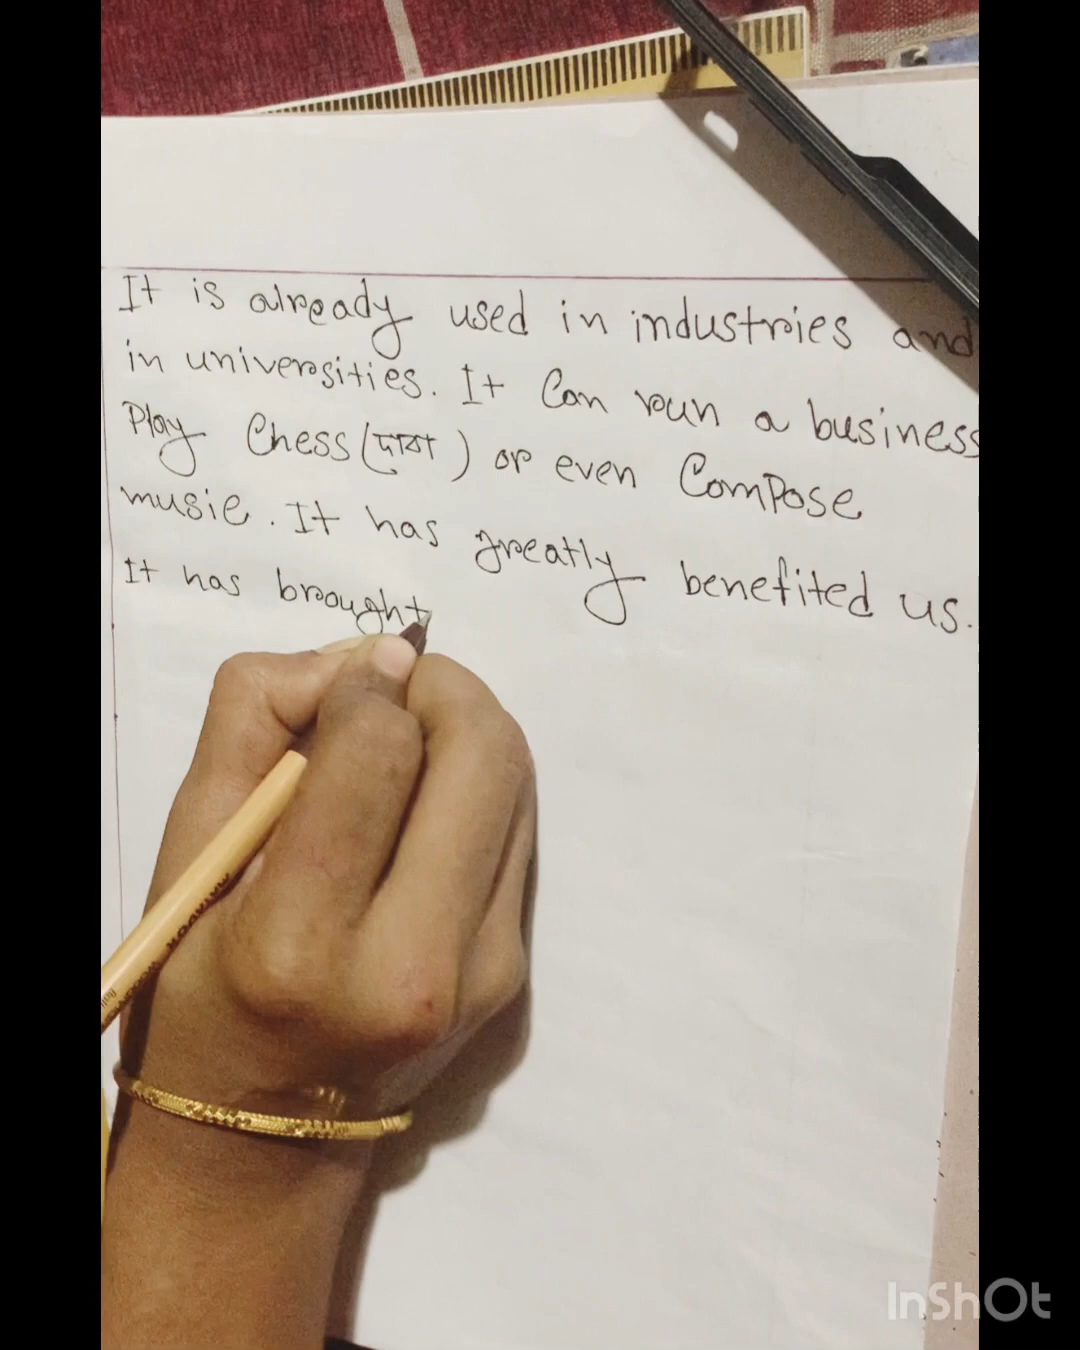 It is already used in industries and
in universities. It Can run a business
Play Chess (দাবা) or even Compose
music. It has greatly benefited us.
It has brought
InShOt